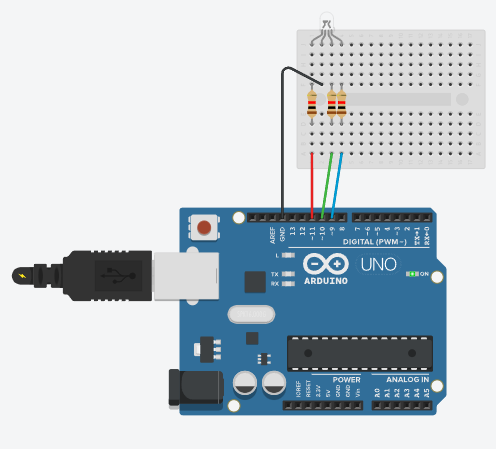 AREF
GND
13
12
~11
~10
~9
8
7
~6
~5
4
~3
2
TX→1
RX←0
DIGITAL (PWM~)
L
TX
RX
UNO
ARDUINO
ON
POWER
ANALOG IN
IOREF
RESET
3.3V
5V
GND
GND
Vin
A0
A1
A2
A3
A4
A5